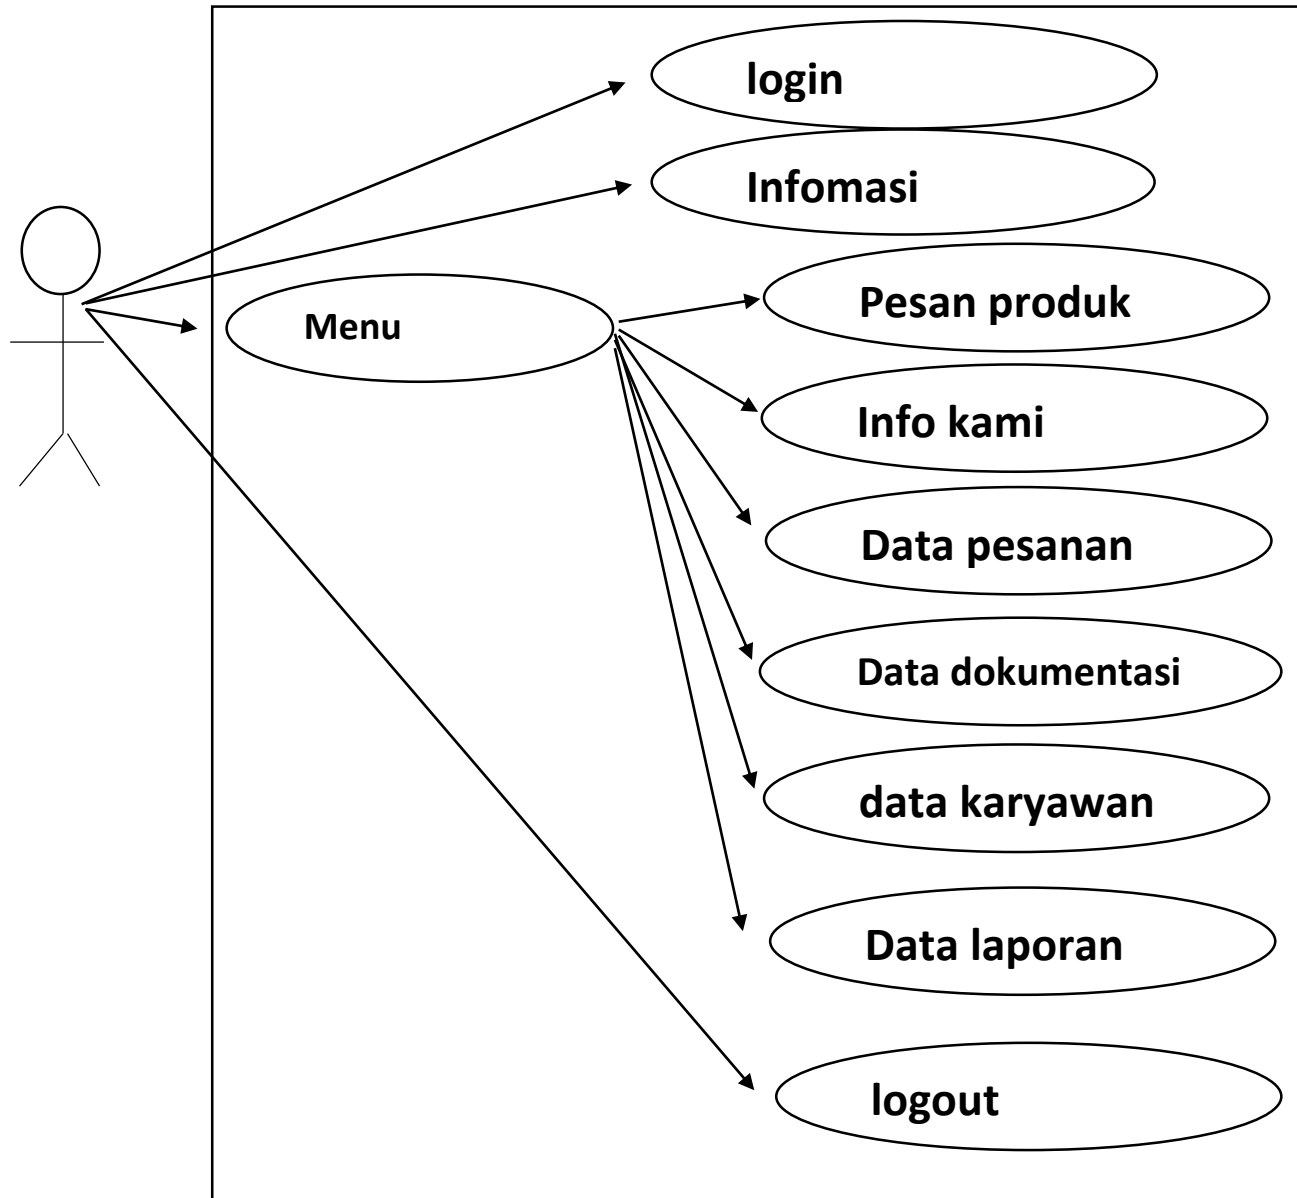 login
Infomasi
Menu
Pesan produk
Info kami
Data pesanan
Data dokumentasi
data karyawan
Data laporan
logout